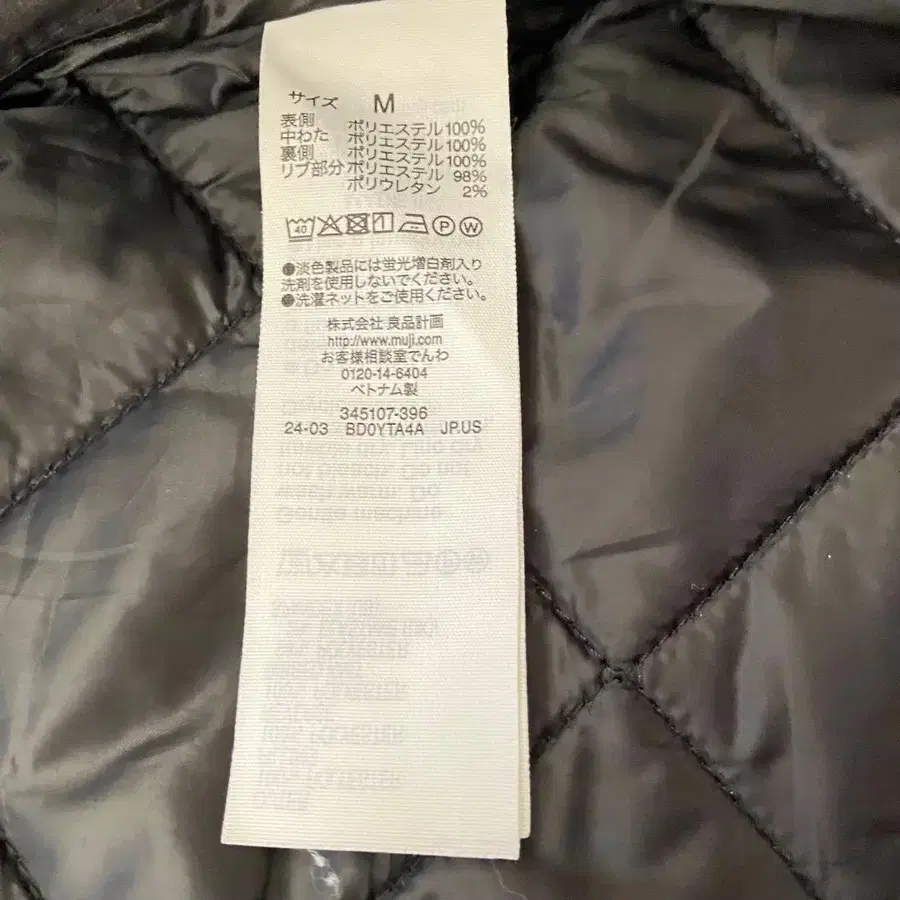 サイズ M
表側 ポリエステル100%
中わた ポリエステル100%
裏側 ポリエステル100%
リブ部分 ポリエステル 98%
ポリウレタン 2%
40 P W
●淡色製品には蛍光増白剤入り
洗剤を使用しないでください。
●洗濯ネットをご使用ください。
株式会社 良品計画
http://www.muji.com
お客様相談室でんわ
0120-14-6404
ベトナム製
345107-396
24-03 BD0YTA4A JP.US